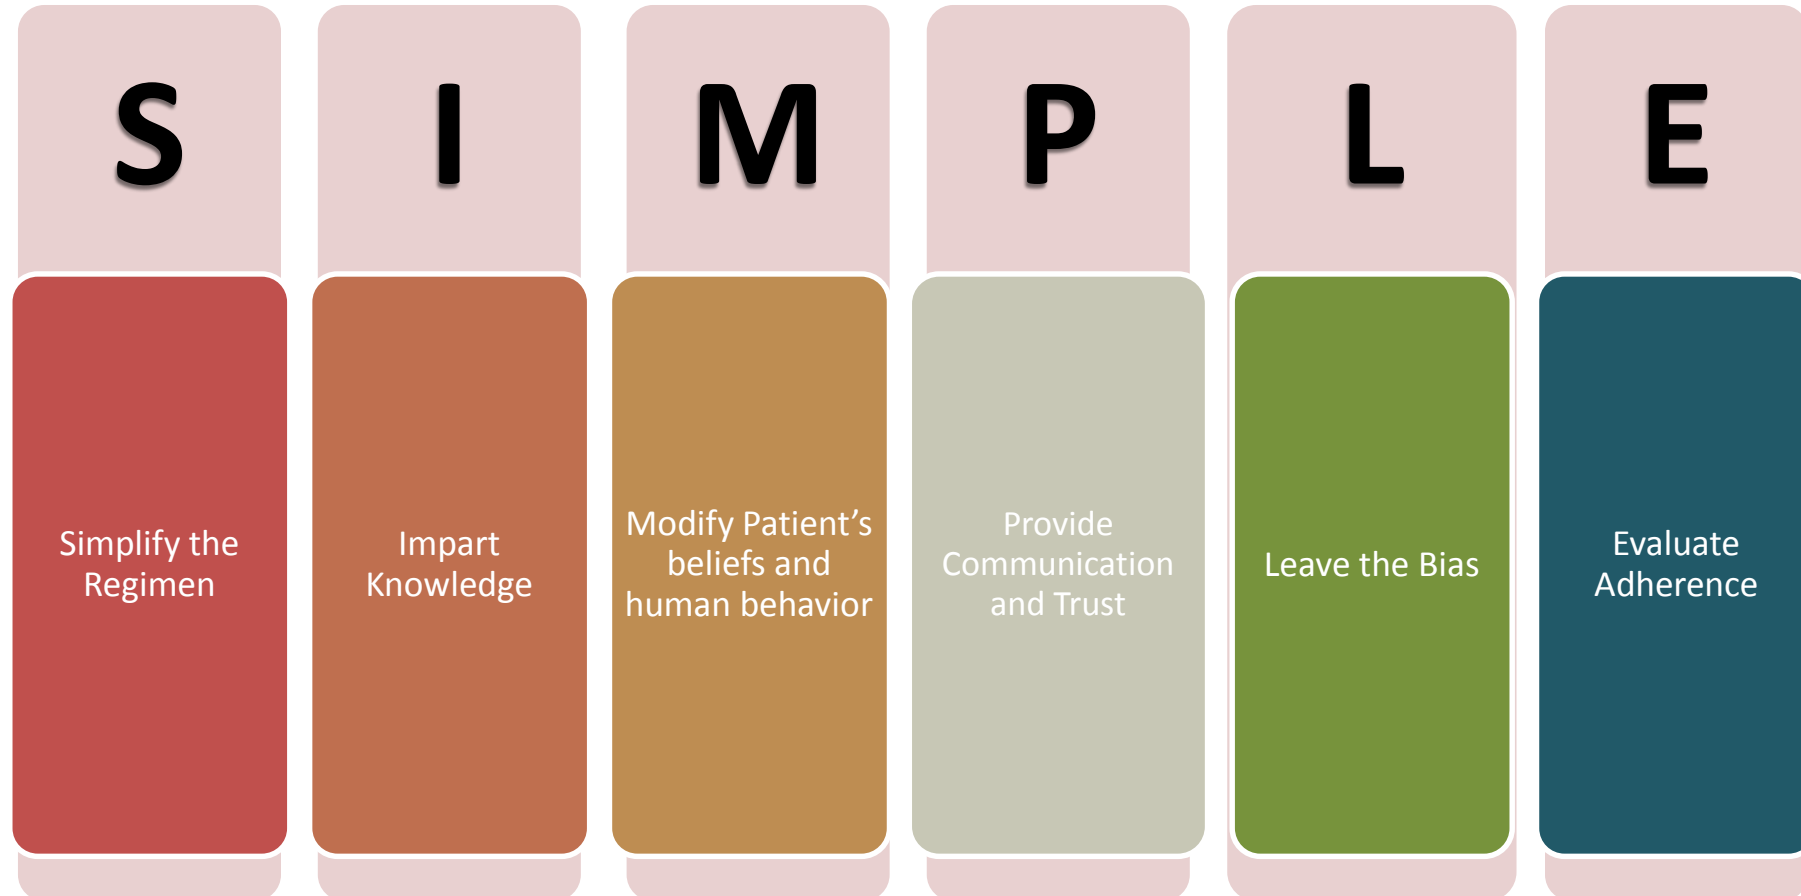 S
I
M
P
L
E
Simplify the
Regimen
Impart
Knowledge
Modify Patient’s
beliefs and
human behavior
Provide
Communication
and Trust
Leave the Bias
Evaluate
Adherence